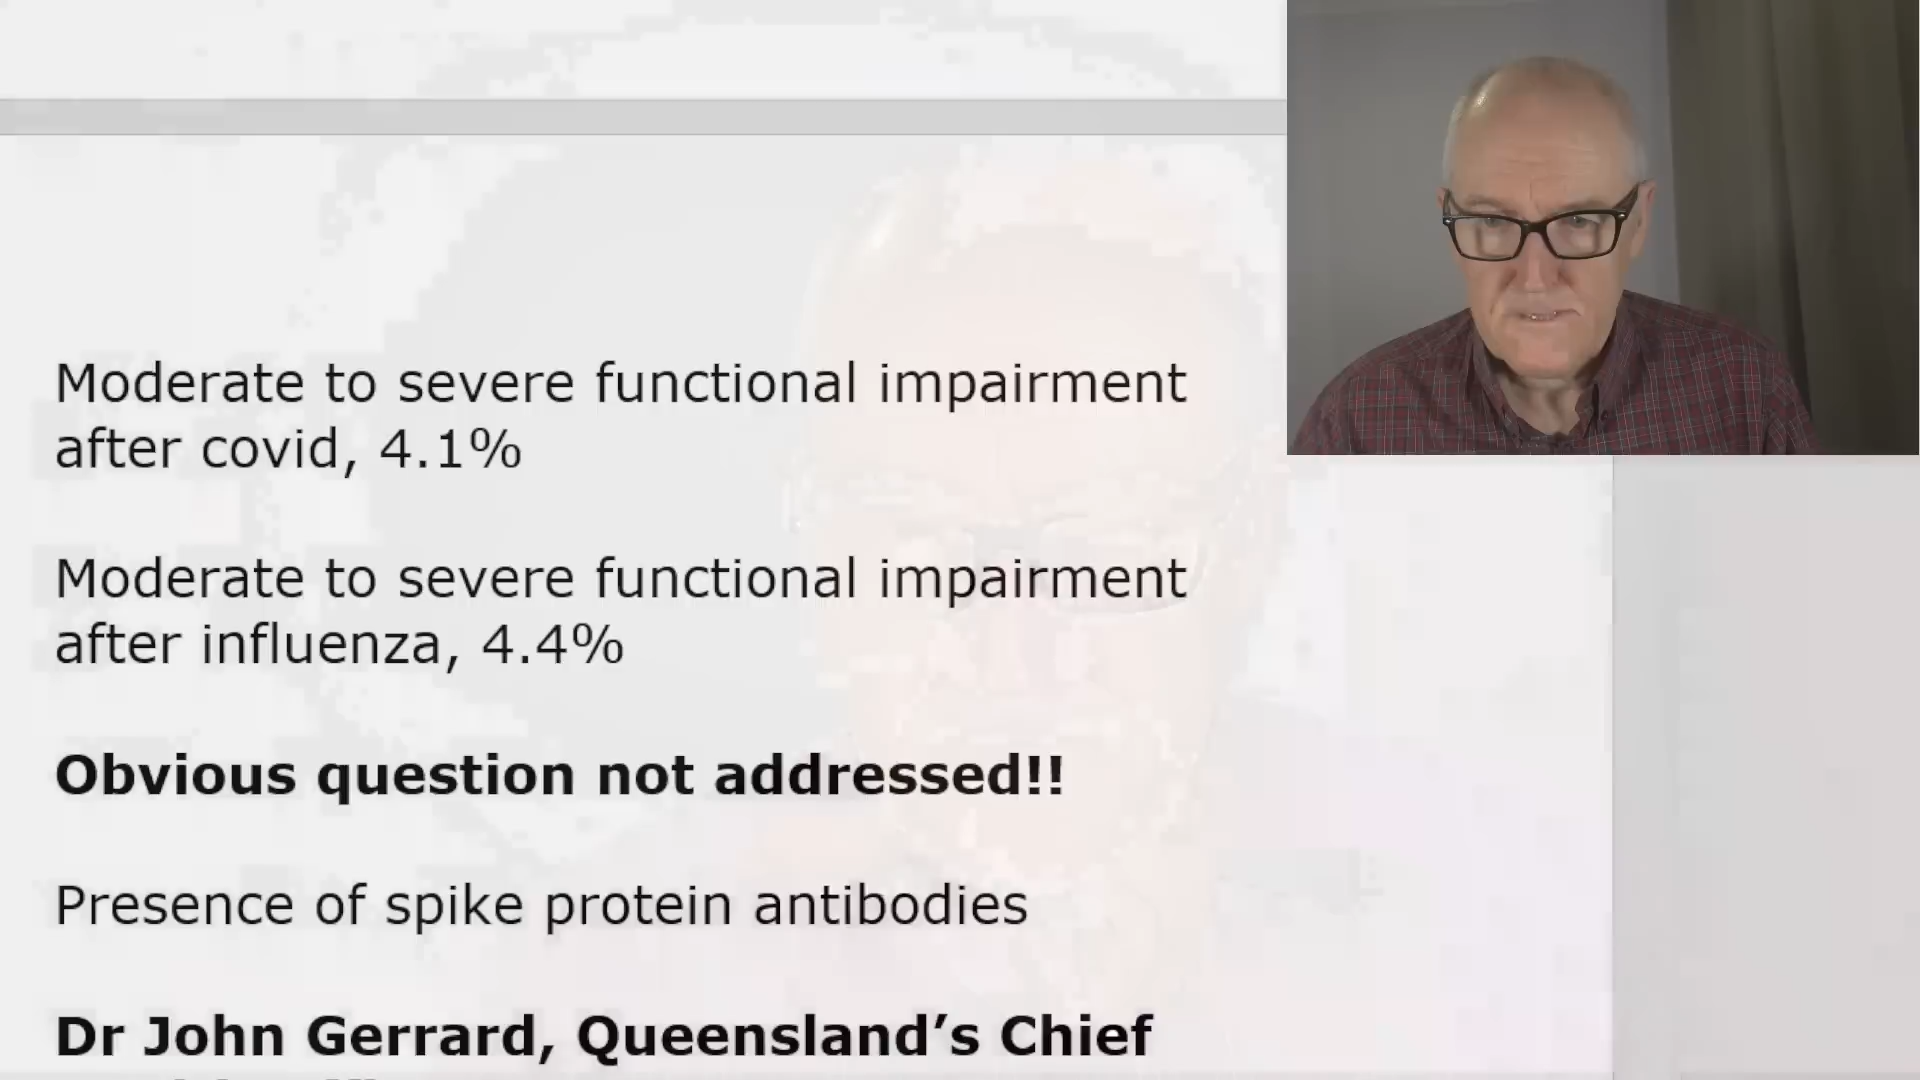 Moderate to severe functional impairment
after covid, 4.1%
Moderate to severe functional impairment
after influenza, 4.4%
Obvious question not addressed!!
Presence of spike protein antibodies
Dr John Gerrard, Queensland’s Chief